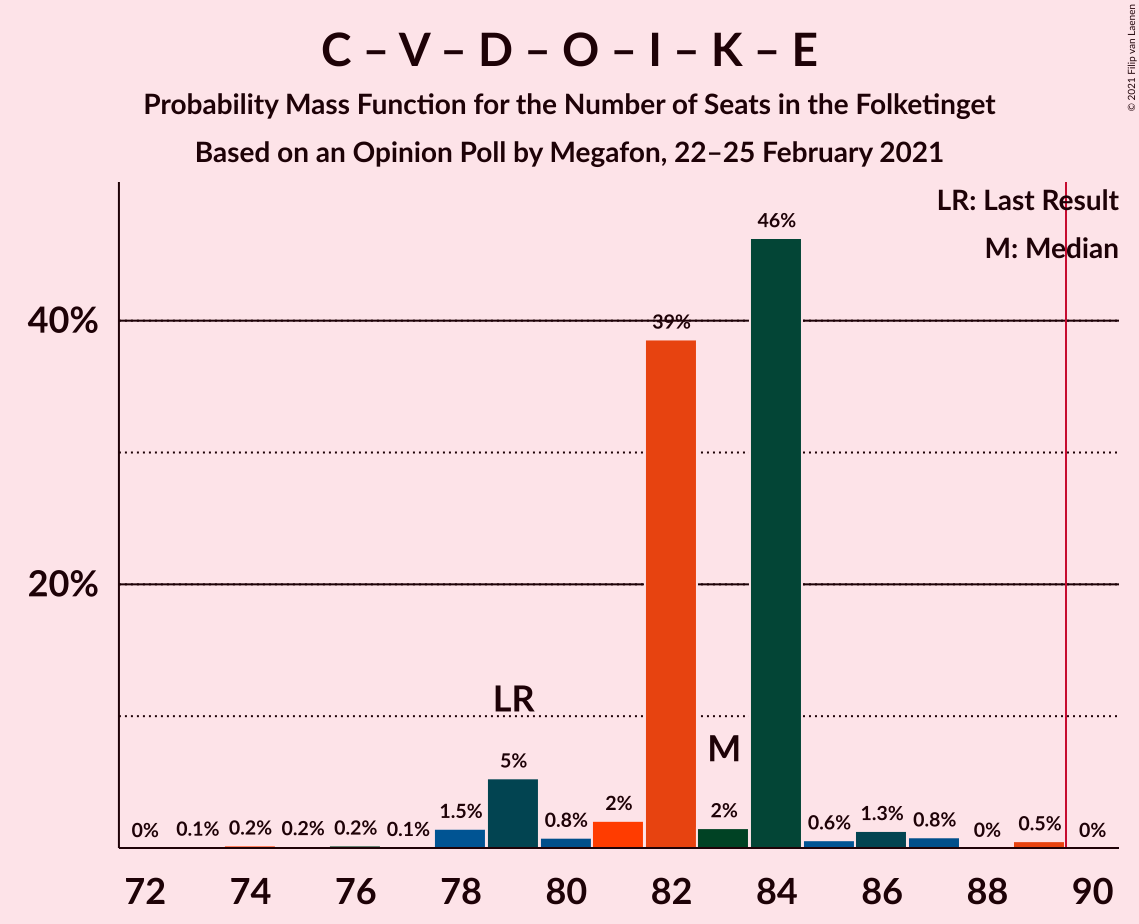 C – V – D – O – I – K – E
Probability Mass Function for the Number of Seats in the Folketinget
Based on an Opinion Poll by Megafon, 22–25 February 2021
© 2021 Filip van Laenen
LR: Last Result
M: Median
46%
40%
39%
20%
LR
M
0% 0.1% 0.2% 0.2% 0.2% 0.1% 1.5% 5% 0.8% 2% 2% 0.6% 1.3% 0.8% 0% 0.5% 0%
72 74 76 78 80 82 84 86 88 90